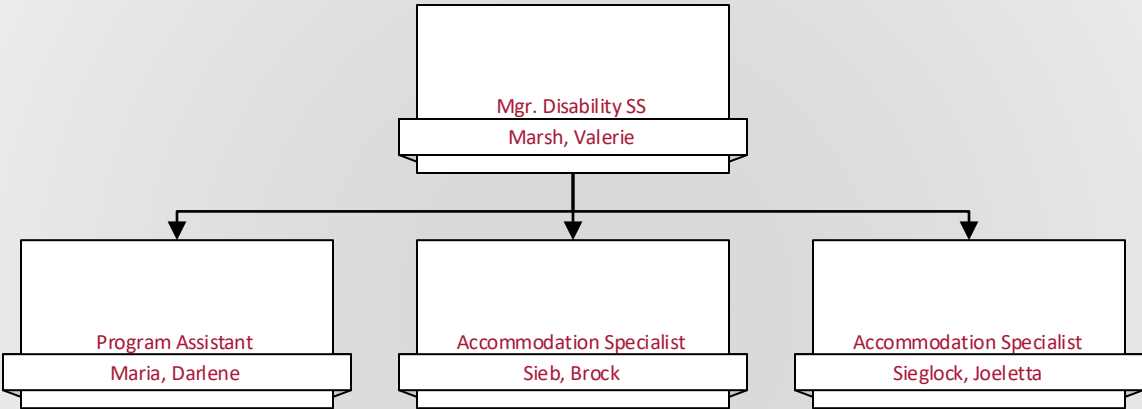 Mgr. Disability SS
Marsh, Valerie
Program Assistant
Maria, Darlene
Accommodation Specialist
Sieb, Brock
Accommodation Specialist
Sieglock, Joeletta